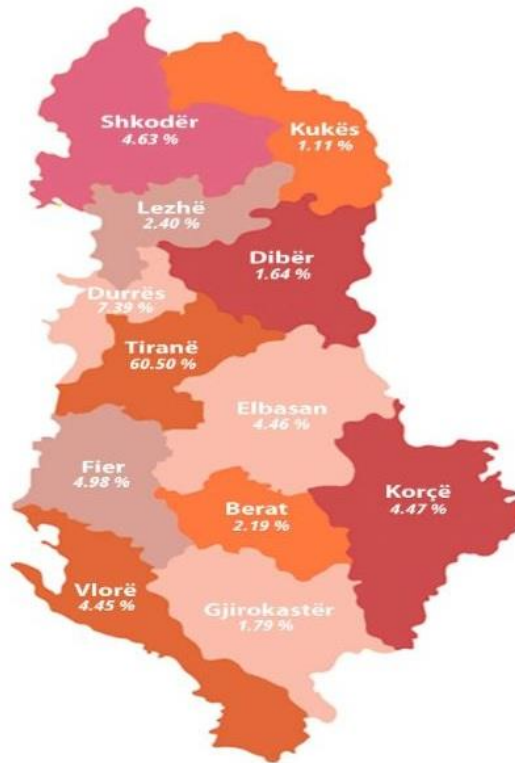 Shkodër
4.63 %
Kukës
1.11 %
Lezhë
2.40 %
Dibër
1.64 %
Durrës
7.39 %
Tiranë
60.50 %
Elbasan
4.46 %
Fier
4.98 %
Korçë
4.47 %
Berat
2.19 %
Vlorë
4.45 %
Gjirokastër
1.79 %